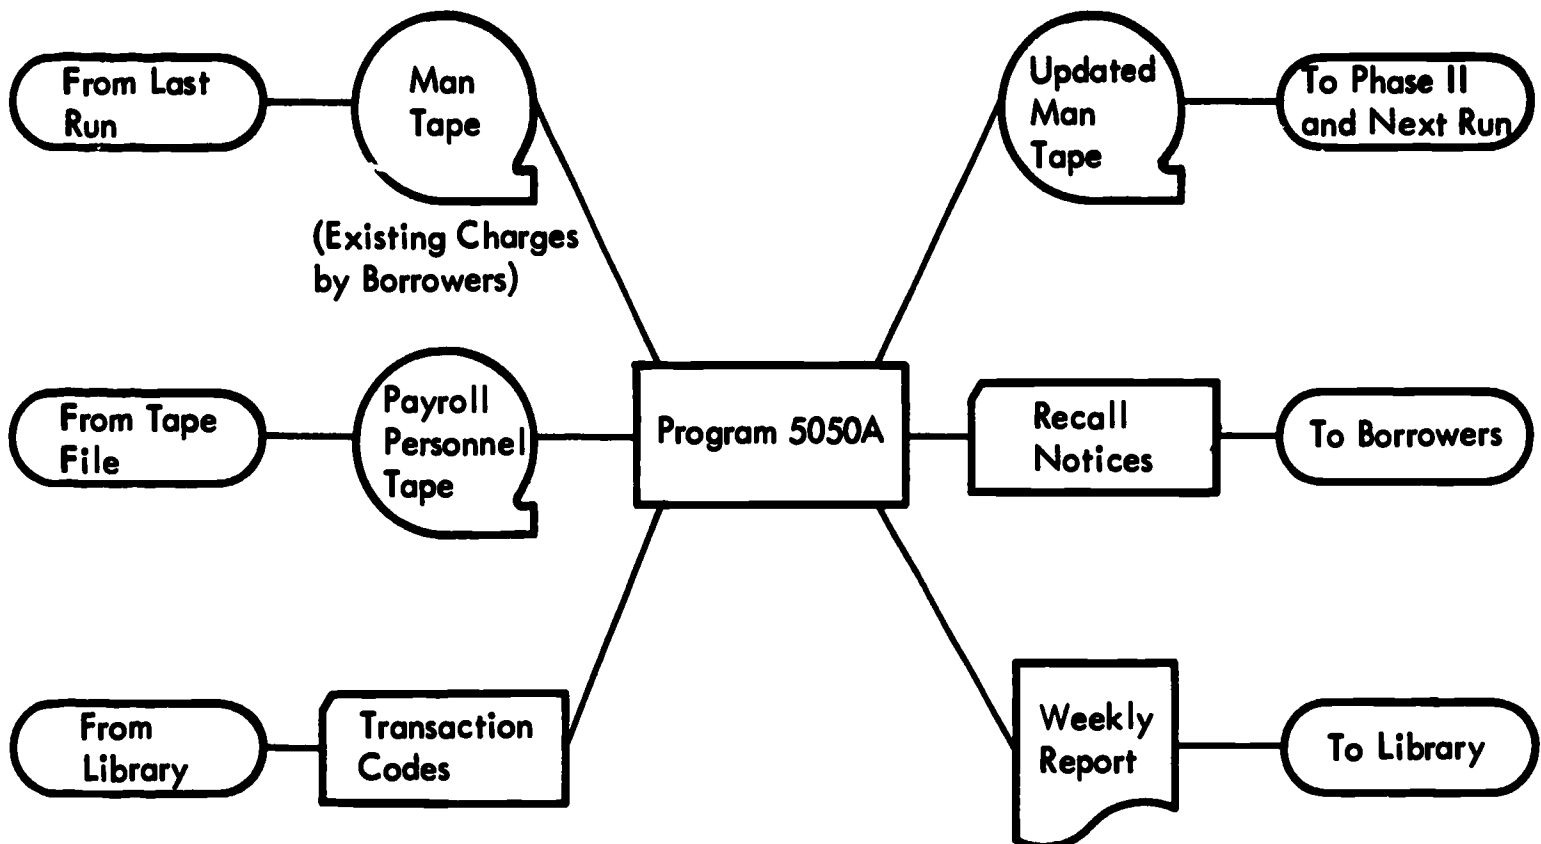 From Last
Run
Man
Tape
(Existing Charges
by Borrowers)
Updated
Man
Tape
To Phase II
and Next Run
From Tape
File
Payroll
Personnel
Tape
Program 5050A
Recall
Notices
To Borrowers
From
Library
Transaction
Codes
Weekly
Report
To Library